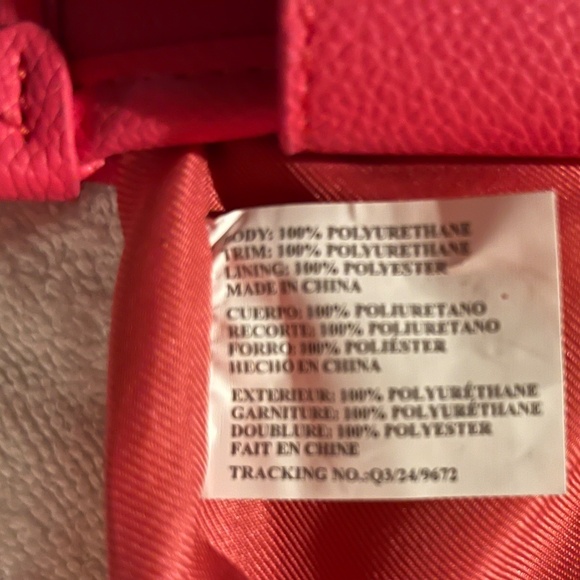 BODY: 100% POLYURETHANE
TRIM: 100% POLYURETHANE
LINING: 100% POLYESTER
MADE IN CHINA
CUERPO: 100% POLIURETANO
RECORTE: 100% POLIURETANO
FORRO: 100% POLIÉSTER
HECHO EN CHINA
EXTERIEUR: 100% POLYURÉTHANE
GARNITURE: 100% POLYURÉTHANE
DOUBLURE: 100% POLYESTER
FAIT EN CHINE
TRACKING NO.:Q3/24/9672